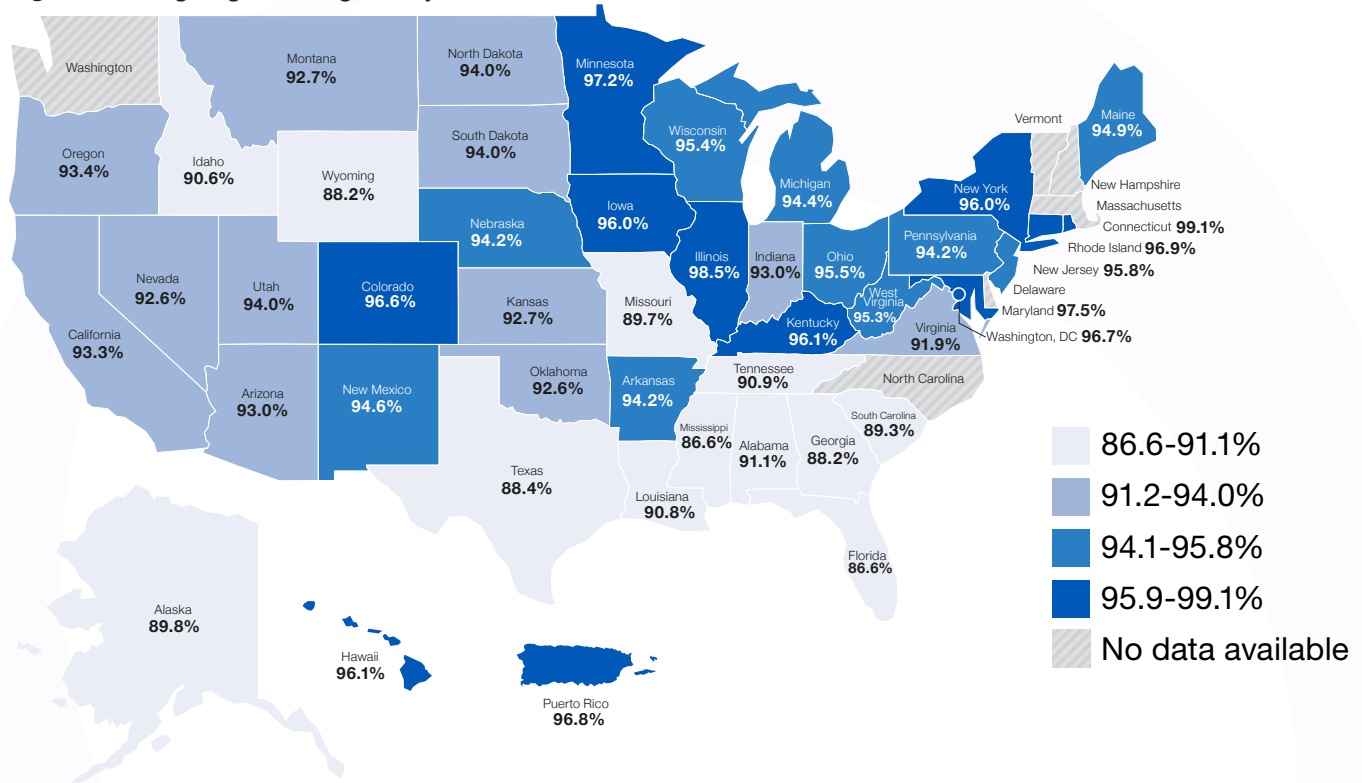 Washington
Montana
92.7%
North Dakota
94.0%
Minnesota
97.2%
Oregon
93.4%
Idaho
90.6%
Wyoming
88.2%
South Dakota
94.0%
Wisconsin
95.4%
Michigan
94.4%
Vermont
Maine
94.9%
New York
96.0%
New Hampshire
Massachusetts
Connecticut 99.1%
Rhode Island 96.9%
New Jersey 95.8%
Delaware
Maryland 97.5%
Washington, DC 96.7%
Nebraska
94.2%
Iowa
96.0%
Illinois
98.5%
Indiana
93.0%
Ohio
95.5%
Pennsylvania
94.2%
West
Virginia
95.3%
Virginia
91.9%
Nevada
92.6%
Utah
94.0%
Colorado
96.6%
Kansas
92.7%
Missouri
89.7%
Kentucky
96.1%
California
93.3%
Arizona
93.0%
New Mexico
94.6%
Oklahoma
92.6%
Arkansas
94.2%
Tennessee
90.9%
North Carolina
South Carolina
89.3%
Mississippi
86.6%
Alabama
91.1%
Georgia
88.2%
Texas
88.4%
Louisiana
90.8%
Florida
86.6%
Alaska
89.8%
Hawaii
96.1%
Puerto Rico
96.8%
86.6-91.1%
91.2-94.0%
94.1-95.8%
95.9-99.1%
No data available